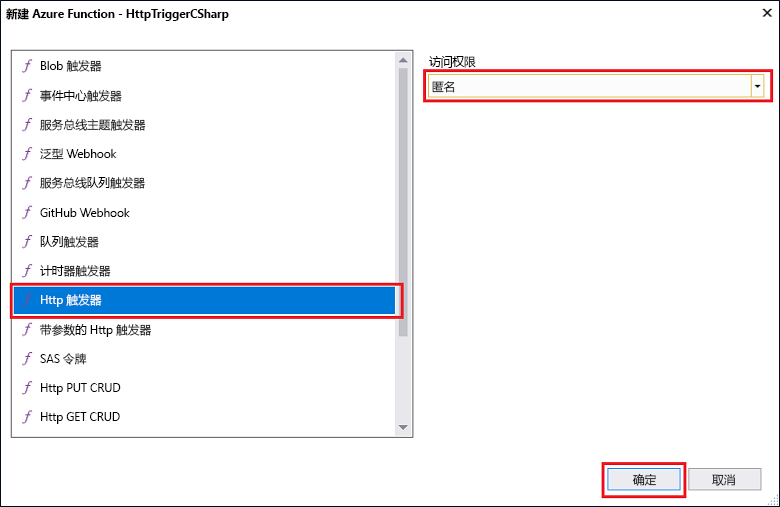 新建 Azure Function - HttpTriggerCSharp
Blob 触发器
事件中心触发器
服务总线主题触发器
泛型 Webhook
服务总线队列触发器
GitHub Webhook
队列触发器
计时器触发器
Http 触发器
带参数的 Http 触发器
SAS 令牌
Http PUT CRUD
Http GET CRUD
访问权限
匿名
确定
取消